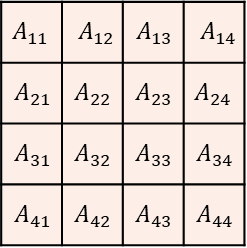 A₁₁ A₁₂ A₁₃ A₁₄
A₂₁ A₂₂ A₂₃ A₂₄
A₃₁ A₃₂ A₃₃ A₃₄
A₄₁ A₄₂ A₄₃ A₄₄